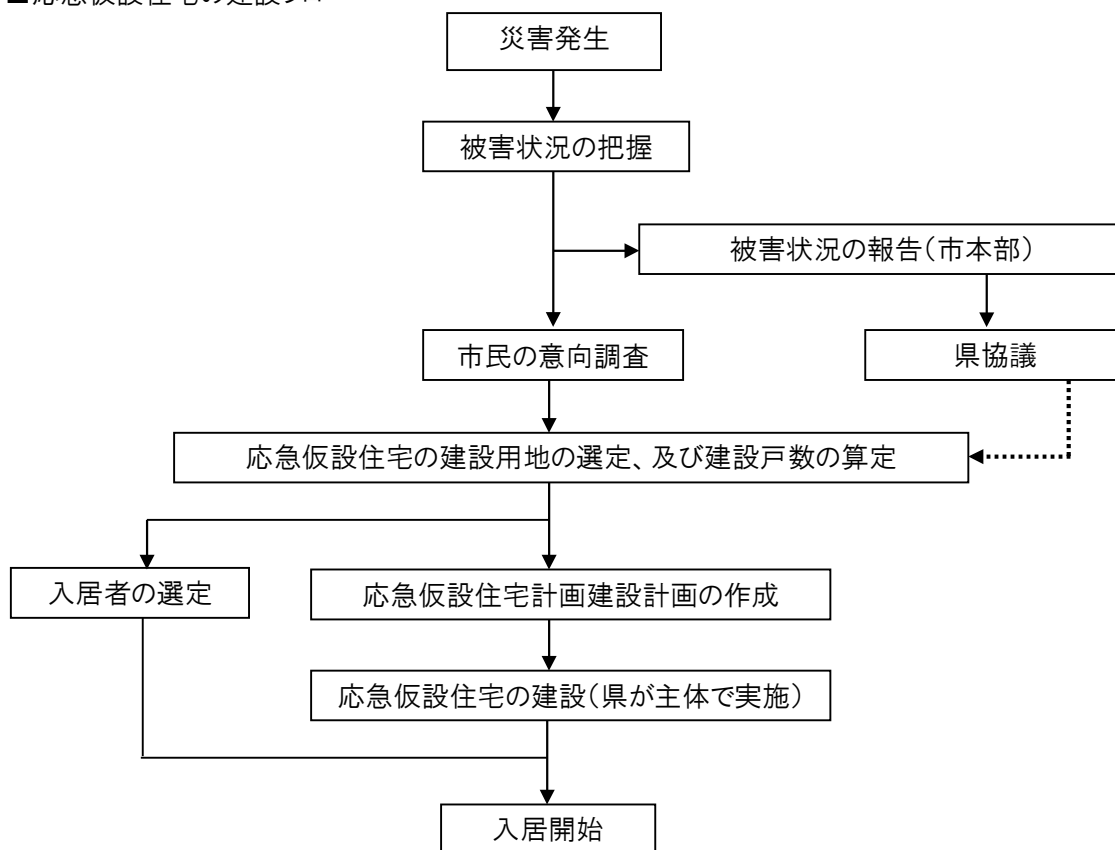 ■応急仮設住宅の建設フロー
災害発生
被害状況の把握
被害状況の報告(市本部)
市民の意向調査
県協議
応急仮設住宅の建設用地の選定、及び建設戸数の算定
入居者の選定
応急仮設住宅計画建設計画の作成
応急仮設住宅の建設(県が主体で実施)
入居開始